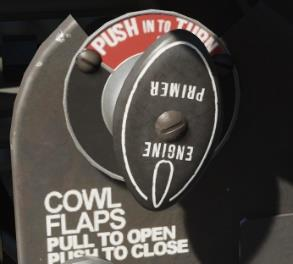 PUSH IN TO TURN
ENGINE
PRIMER
COWL
FLAPS
PULL TO OPEN
PUSH TO CLOSE